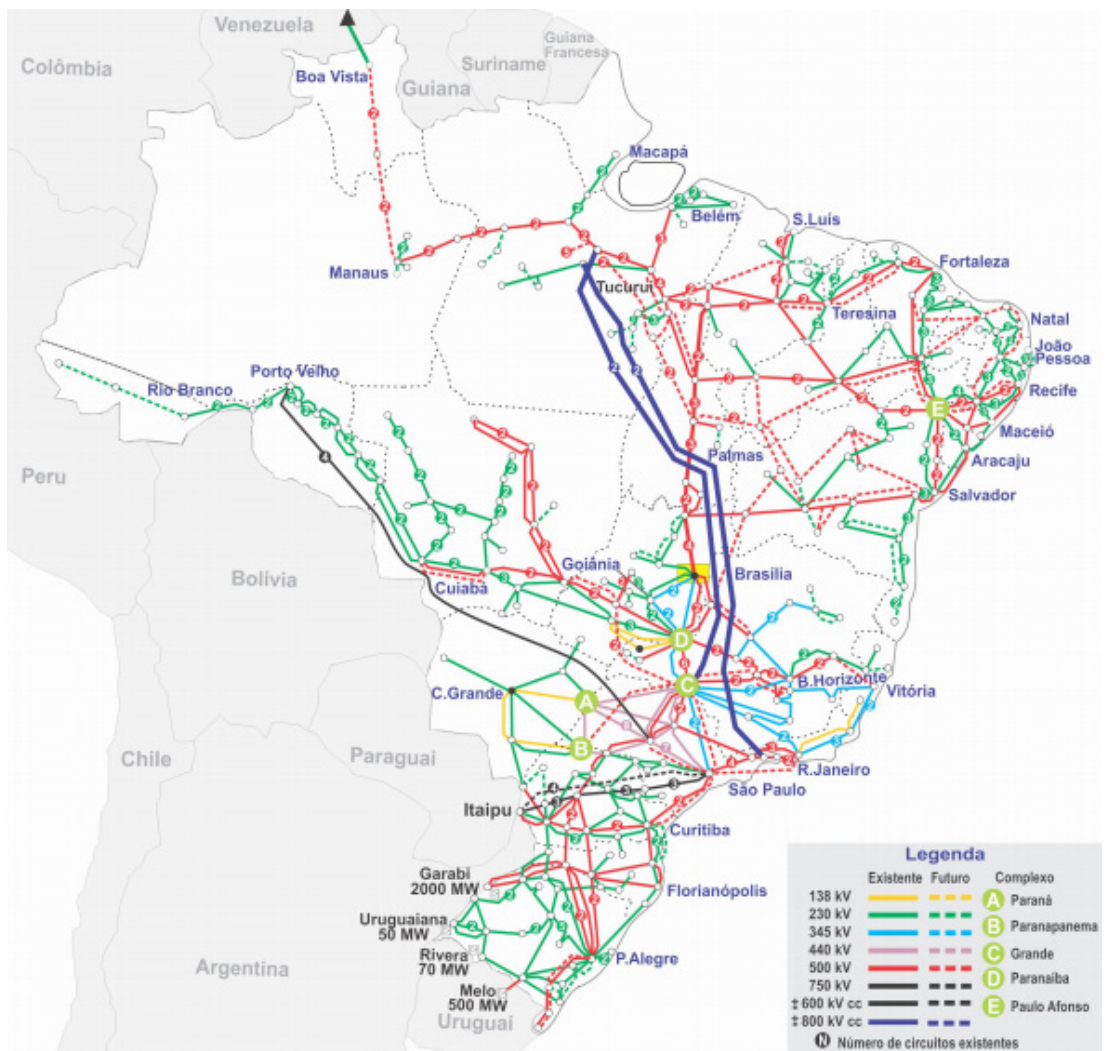 Venezuela
Guiana
Francesa
Suriname
Colômbia
Boa Vista
Guiana
Macapá
Belém
S.Luis
Manaus
Tucuruí
Fortaleza
Teresina
Natal
João
Pessoa
Porto Velho
Rio Branco
Recife
E
Maceió
Palmas
Aracaju
Peru
Salvador
Goiânia
Brasília
Bolivia
Cuiabá
D
C
B.Horizonte
Vitória
C.Grande
A
B
Chile
Paraguai
R.Janeiro
São Paulo
Itaipu
Curitiba
Garabi
2000 MW
Florianópolis
Uruguaiana
50 MW
Rivera
70 MW
P.Alegre
Argentina
Melo
500 MW
Uruguai
Legenda
Existente Futuro Complexo
138 kV A Paraná
230 kV
345 kV B Paranapanema
440 kV C Grande
500 kV
750 kV D Paranaíba
±600 kV cc
±800 kV cc E Paulo Afonso
N Número de circuitos existentes